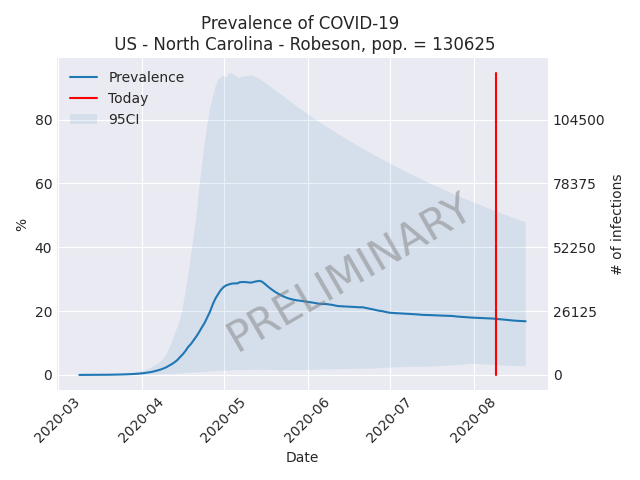 Prevalence of COVID-19
US - North Carolina - Robeson, pop. = 130625
Prevalence
Today
95CI
80
60
40
20
0
%
104500
78375
52250
26125
0
# of infections
PRELIMINARY
2020-03
2020-04
2020-05
2020-06
2020-07
2020-08
Date